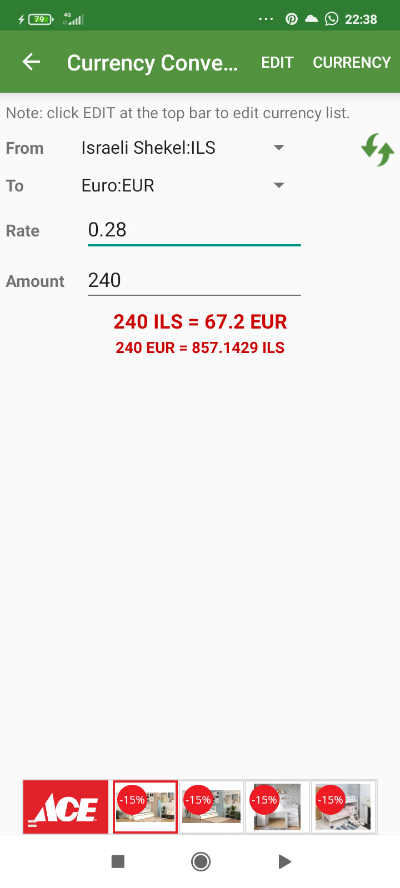 79 4G ... 22:38
Currency Conve... EDIT CURRENCY
Note: click EDIT at the top bar to edit currency list.
From Israeli Shekel:ILS
To Euro:EUR
Rate 0.28
Amount 240
240 ILS = 67.2 EUR
240 EUR = 857.1429 ILS
ACE -15% -15% -15% -15%